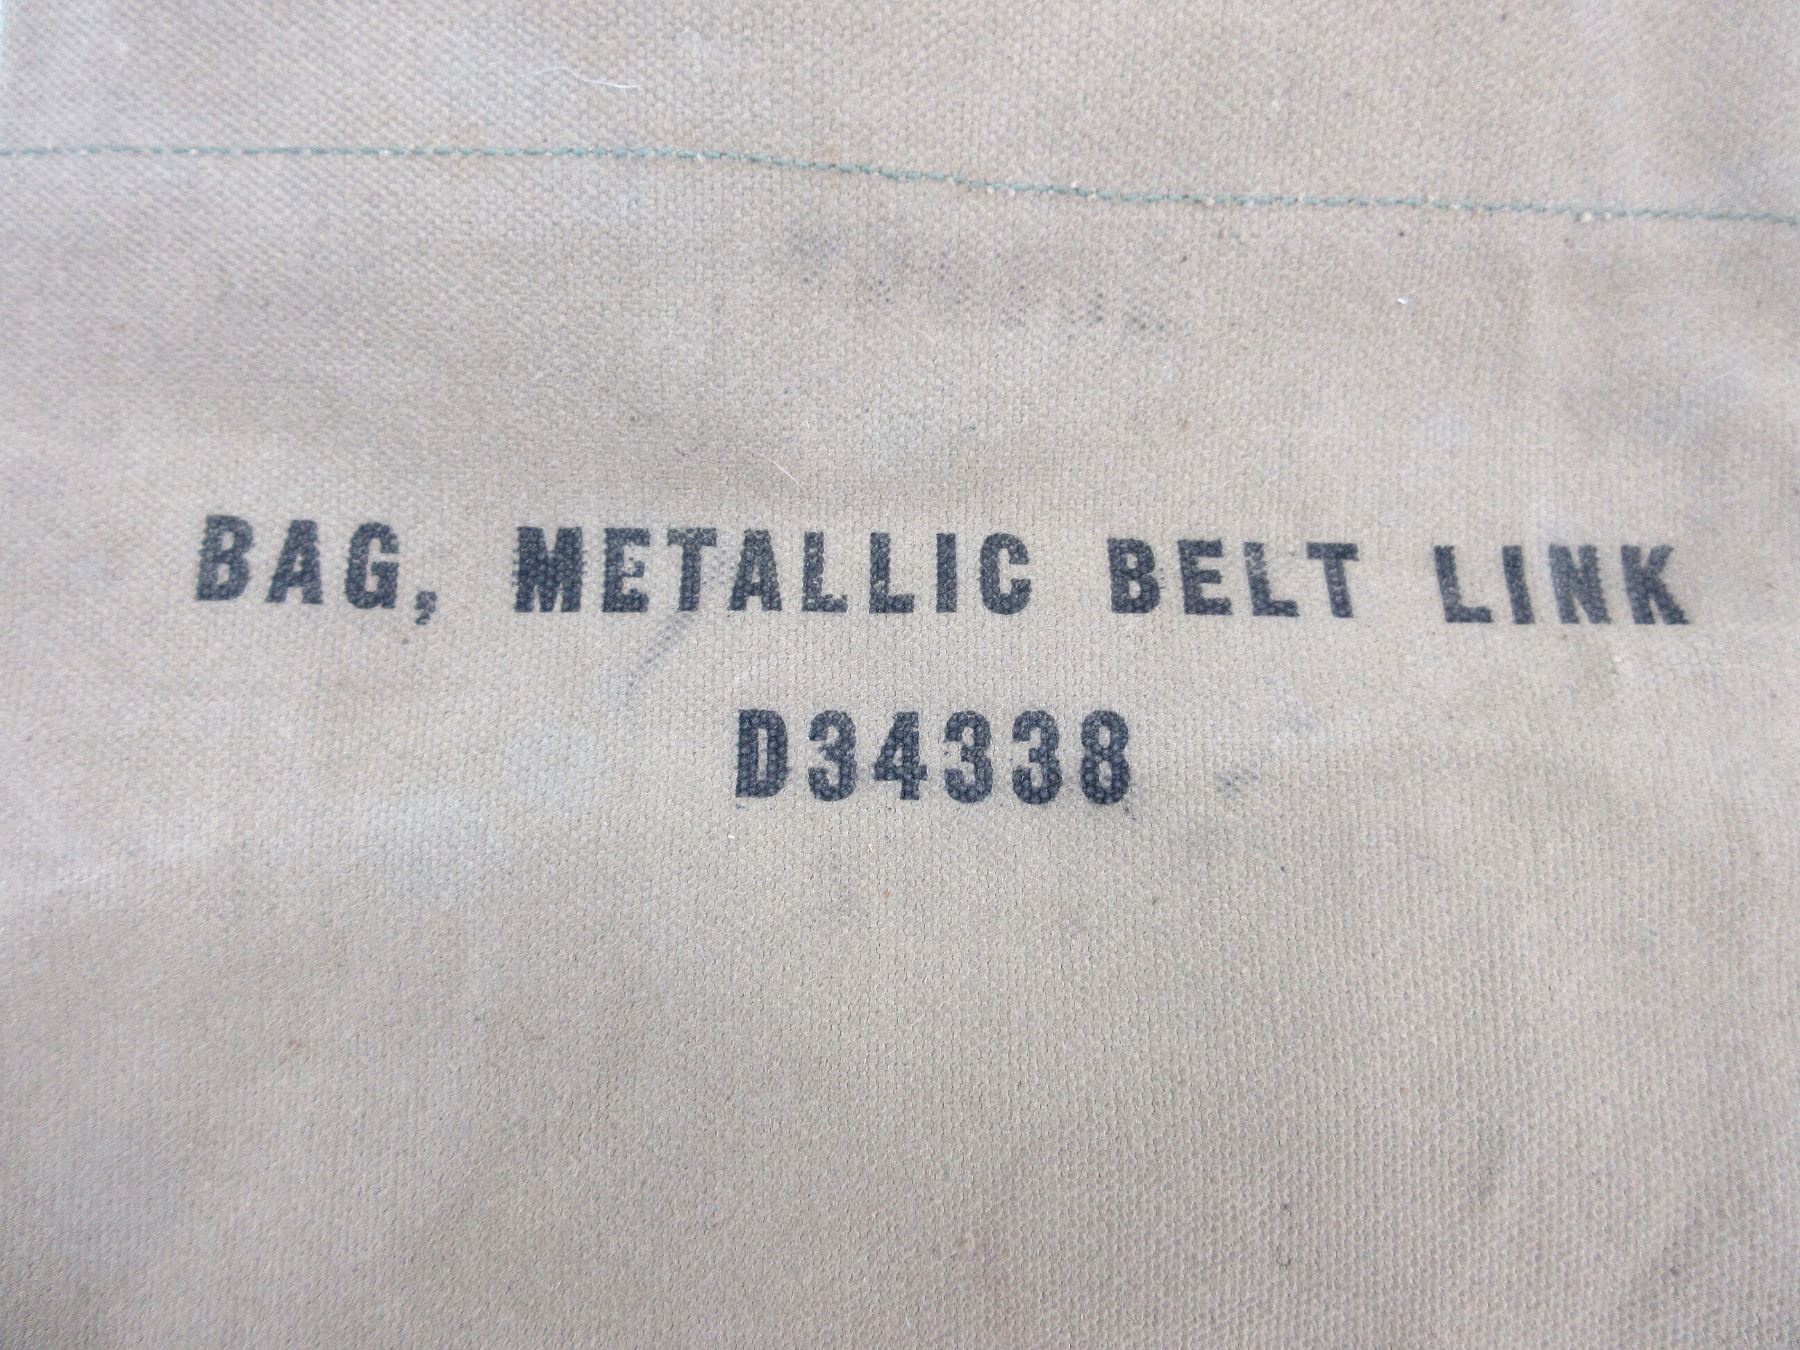 BAG, METALLIC BELT LINK
D34338